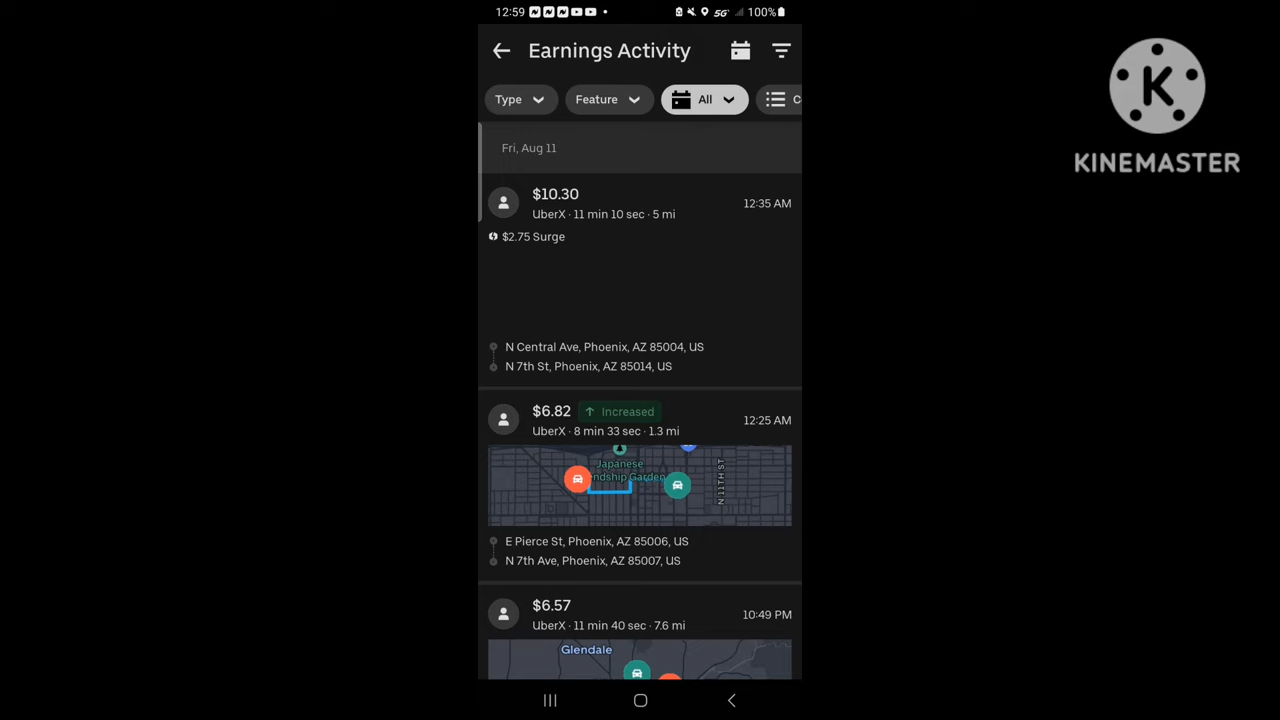 12:59 5G 100%
Earnings Activity
Type Feature All C
K
KINEMASTER
Fri, Aug 11
$10.30
UberX · 11 min 10 sec · 5 mi
12:35 AM
$2.75 Surge
N Central Ave, Phoenix, AZ 85004, US
N 7th St, Phoenix, AZ 85014, US
$6.82 Increased
UberX · 8 min 33 sec · 1.3 mi
12:25 AM
Japanese
endship Garden
N 11TH ST
E Pierce St, Phoenix, AZ 85006, US
N 7th Ave, Phoenix, AZ 85007, US
$6.57
UberX · 11 min 40 sec · 7.6 mi
10:49 PM
Glendale